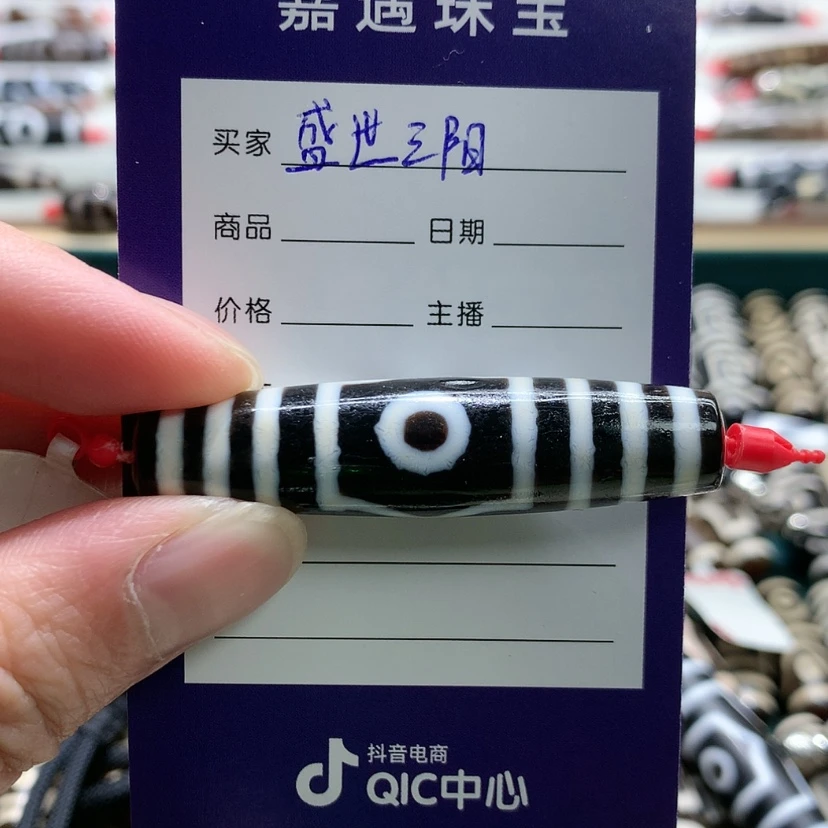 嘉遇珠宝
买家 盛世三阳
商品 日期
价格 主播
抖音电商
QIC中心